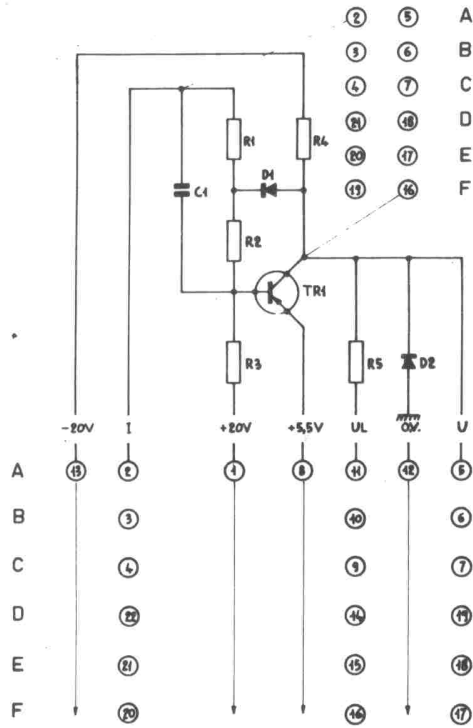 2 5 A
3 6 B
4 7 C
21 18 D
20 17 E
19 16 F
R1 R4
D1
C1
R2
TR1
R3 R5 D2
-20V I +20V +5,5V UL O.V. U
A 13 2 1 8 11 12 5
B 3 10 6
C 4 9 7
D 22 14 19
E 21 15 18
F 20 16 17